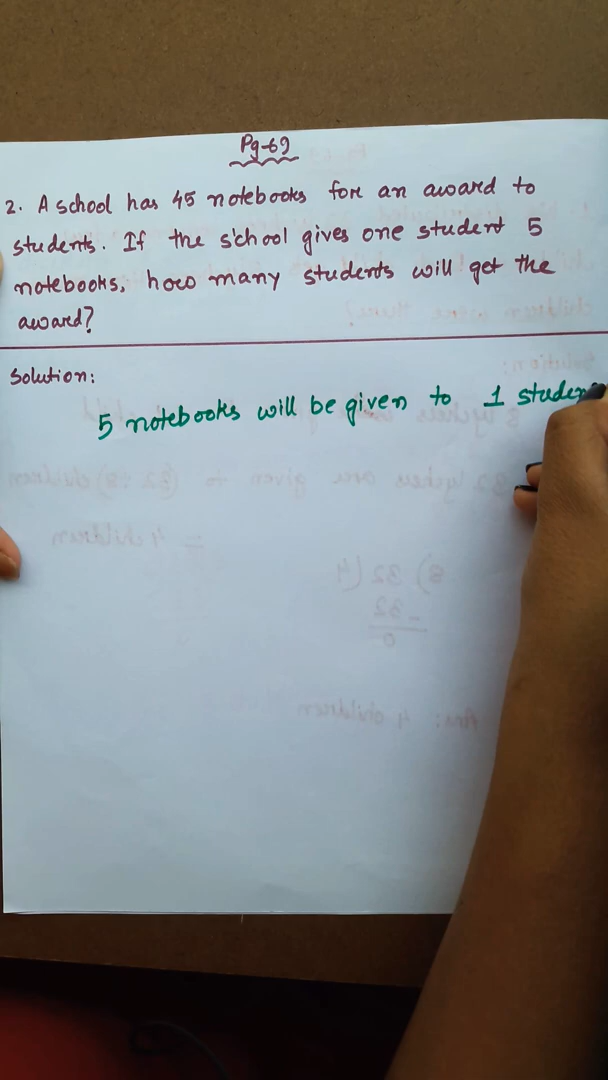 Pg-69
2. A school has 45 notebooks for an award to
students. If the school gives one student 5
notebooks, how many students will get the
award?
Solution:
5 notebooks will be given to 1 student